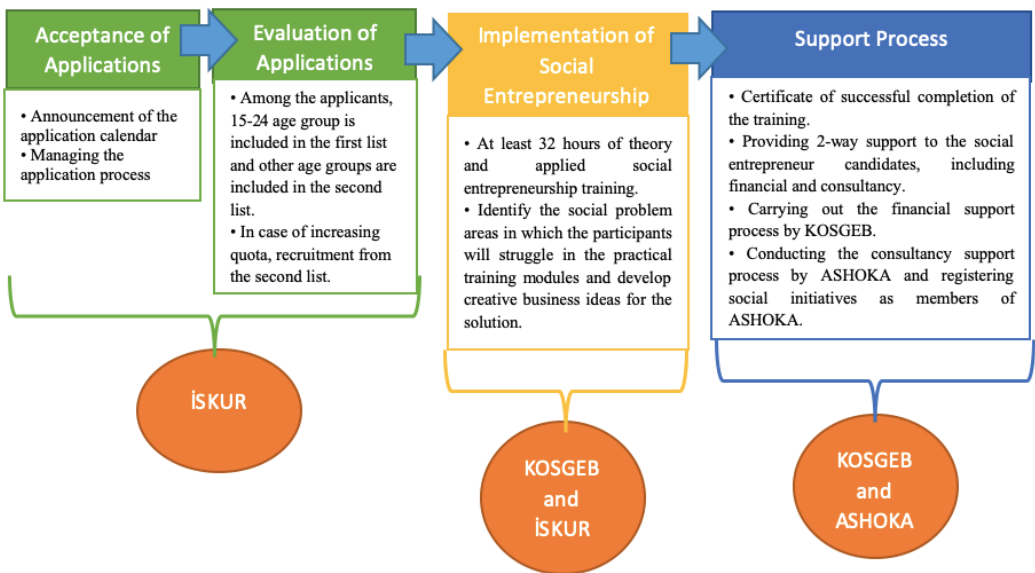 Acceptance of
Applications
• Announcement of the
application calendar
• Managing the
application process
Evaluation of
Applications
• Among the applicants,
15-24 age group is
included in the first list
and other age groups are
included in the second
list.
• In case of increasing
quota, recruitment from
the second list.
Implementation of
Social
Entrepreneurship
• At least 32 hours of theory
and applied social
entrepreneurship training.
• Identify the social problem
areas in which the participants
will struggle in the practical
training modules and develop
creative business ideas for the
solution.
Support Process
• Certificate of successful completion of
the training.
• Providing 2-way support to the social
entrepreneur candidates, including
financial and consultancy.
• Carrying out the financial support
process by KOSGEB.
• Conducting the consultancy support
process by ASHOKA and registering
social initiatives as members of
ASHOKA.
İSKUR
KOSGEB
and
İSKUR
KOSGEB
and
ASHOKA